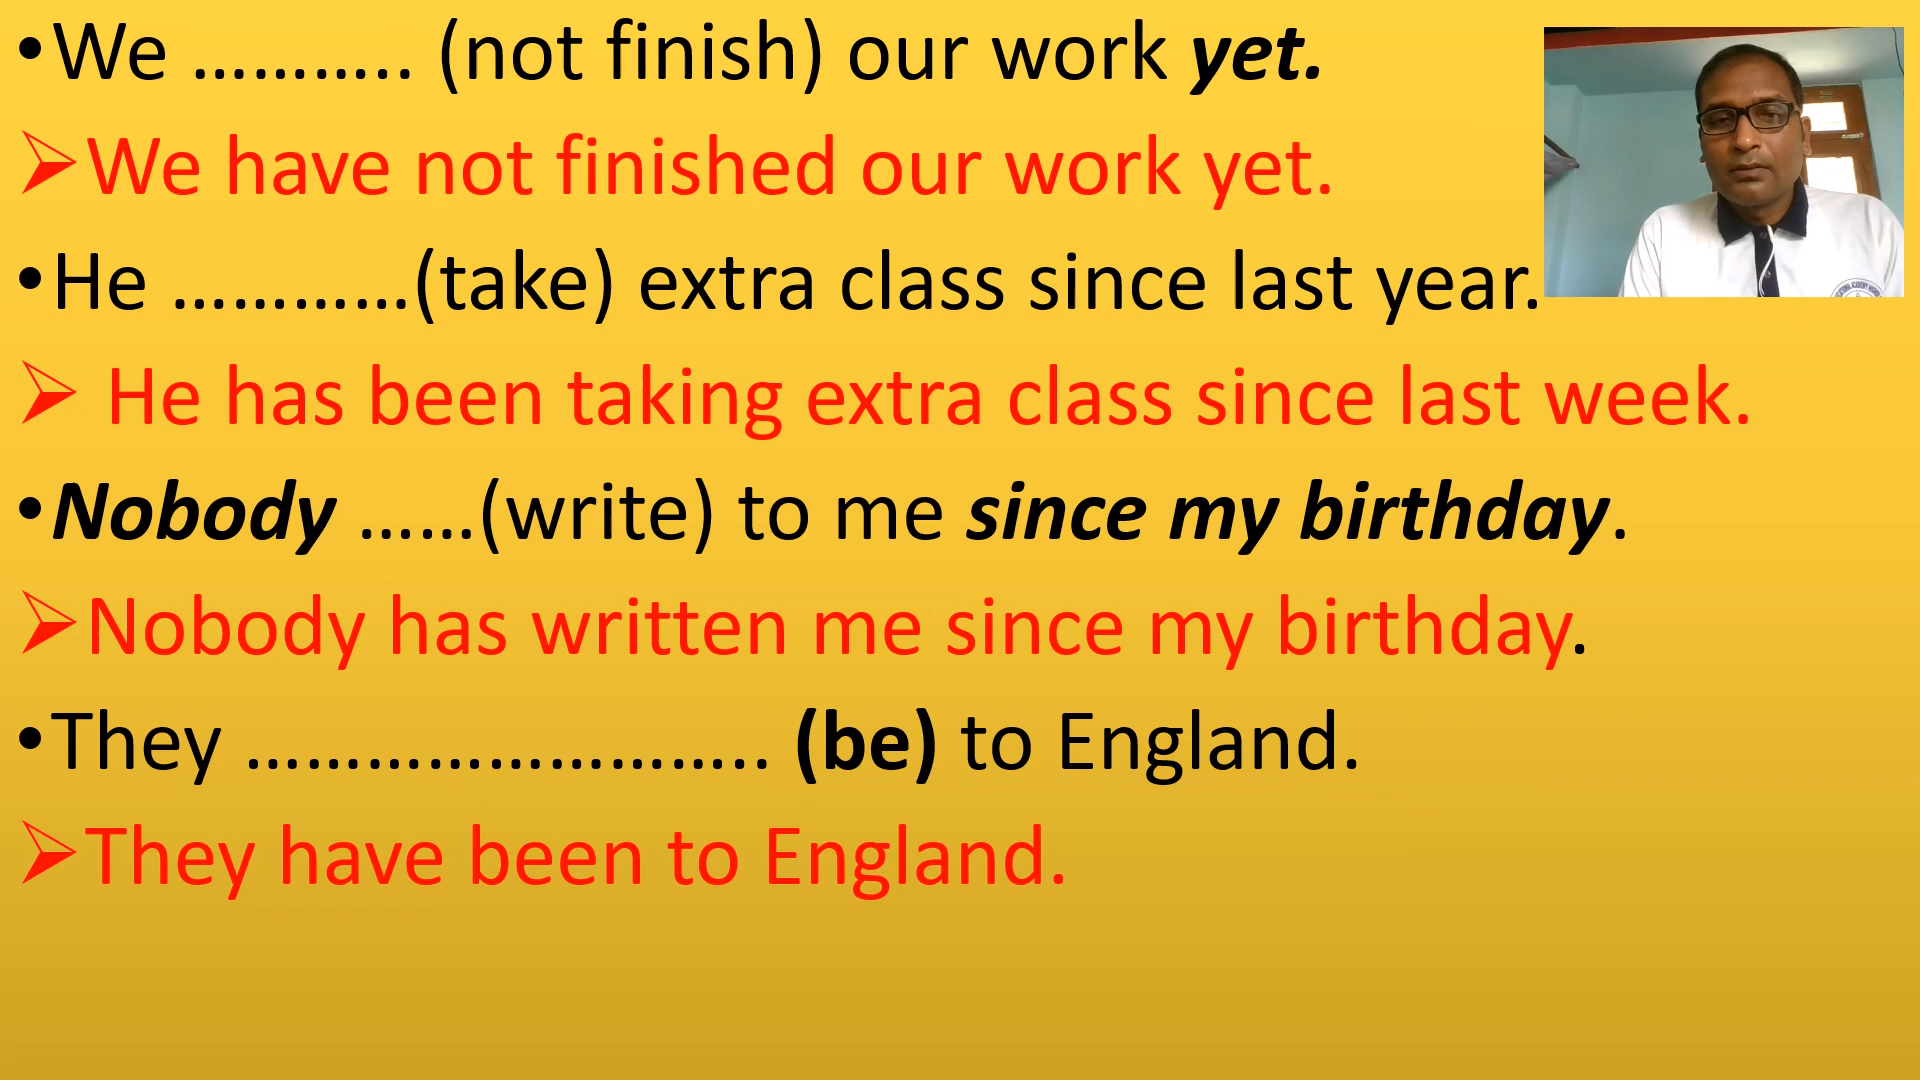 •We ……….. (not finish) our work yet.
➢We have not finished our work yet.
•He …………(take) extra class since last year.
➢ He has been taking extra class since last week.
•Nobody ……(write) to me since my birthday.
➢Nobody has written me since my birthday.
•They …………………….. (be) to England.
➢They have been to England.